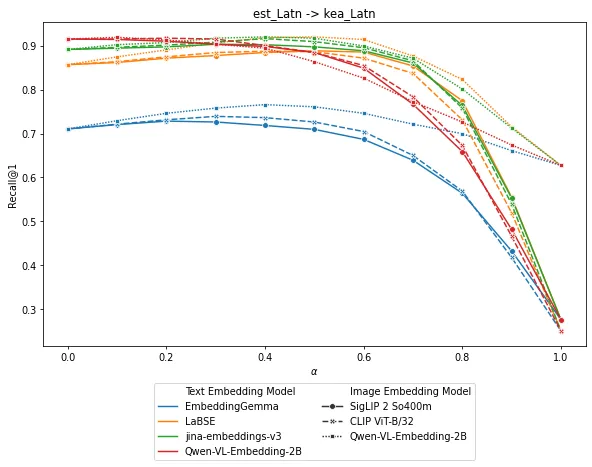 est_Latn -> kea_Latn
Recall@1
0.9
0.8
0.7
0.6
0.5
0.4
0.3
0.0
0.2
0.4
0.6
0.8
1.0
α
Text Embedding Model
EmbeddingGemma
LaBSE
jina-embeddings-v3
Qwen-VL-Embedding-2B
Image Embedding Model
SigLIP 2 So400m
CLIP ViT-B/32
Qwen-VL-Embedding-2B